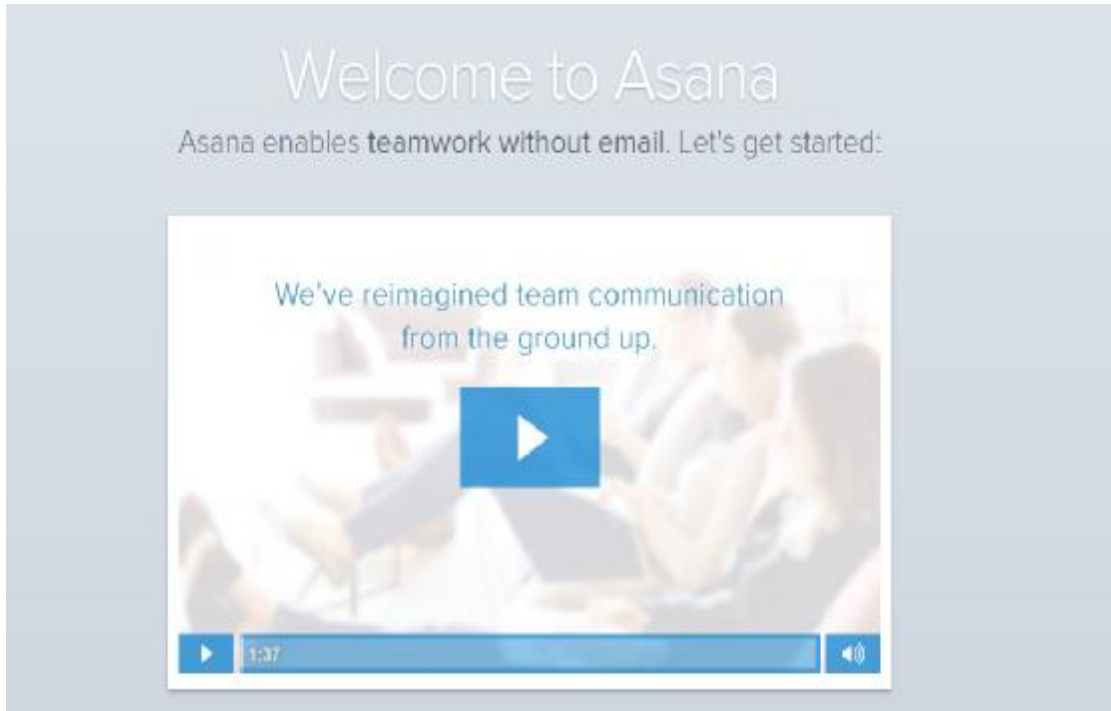 Welcome to Asana
Asana enables teamwork without email. Let's get started:
We've reimagined team communication
from the ground up.
1:37